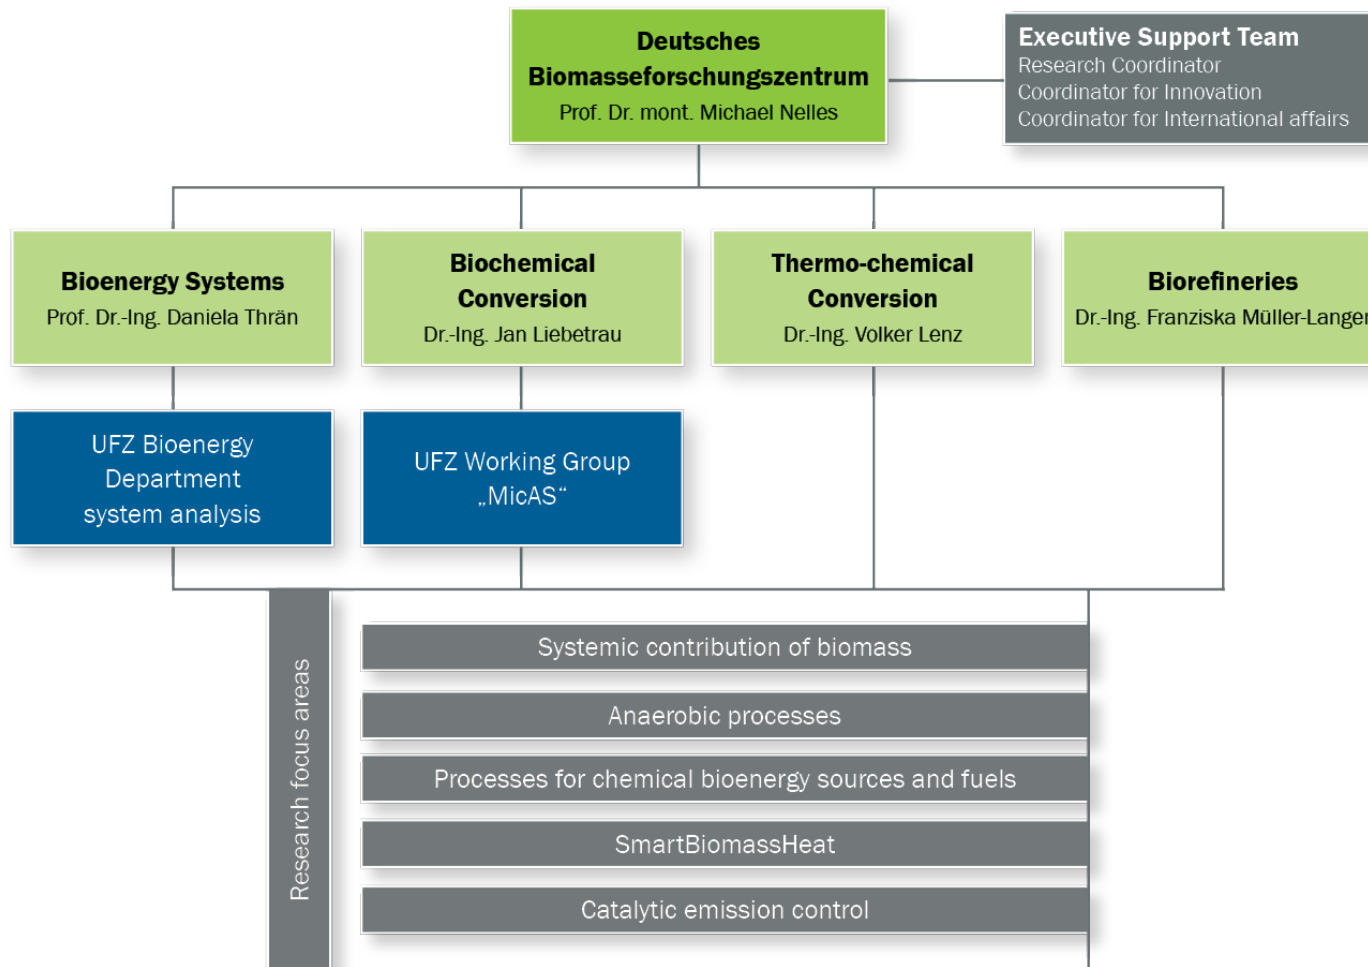 Deutsches
Biomasseforschungszentrum
Prof. Dr. mont. Michael Nelles
Executive Support Team
Research Coordinator
Coordinator for Innovation
Coordinator for International affairs
Bioenergy Systems
Prof. Dr.-Ing. Daniela Thrän
Biochemical
Conversion
Dr.-Ing. Jan Liebetrau
Thermo-chemical
Conversion
Dr.-Ing. Volker Lenz
Biorefineries
Dr.-Ing. Franziska Müller-Langer
UFZ Bioenergy
Department
system analysis
UFZ Working Group
„MicAS“
Research focus areas
Systemic contribution of biomass
Anaerobic processes
Processes for chemical bioenergy sources and fuels
SmartBiomassHeat
Catalytic emission control